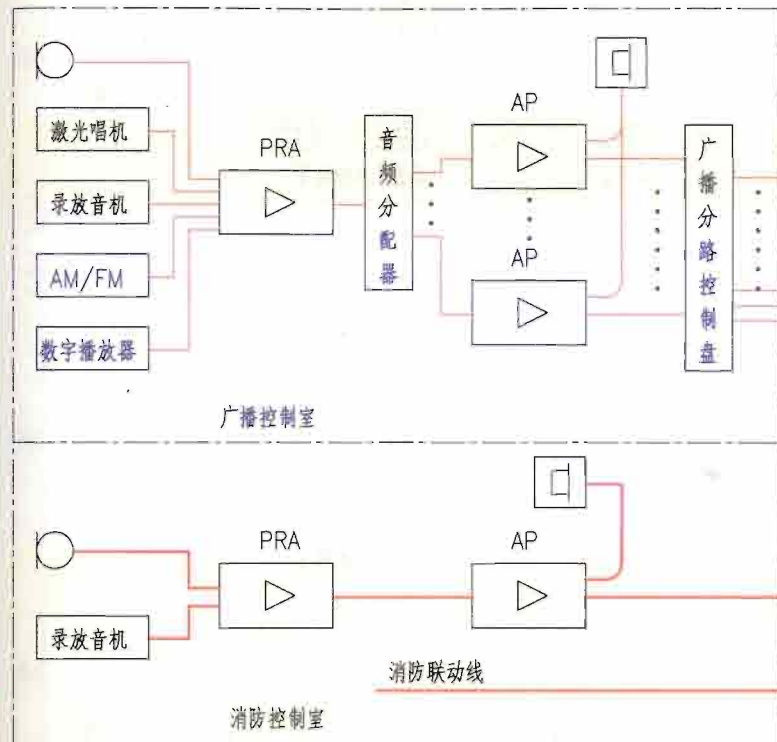 激光唱机
录放音机
AM/FM
数字播放器
PRA
音频分配器
AP
AP
广播分路控制盘
广播控制室
录放音机
PRA
AP
消防联动线
消防控制室